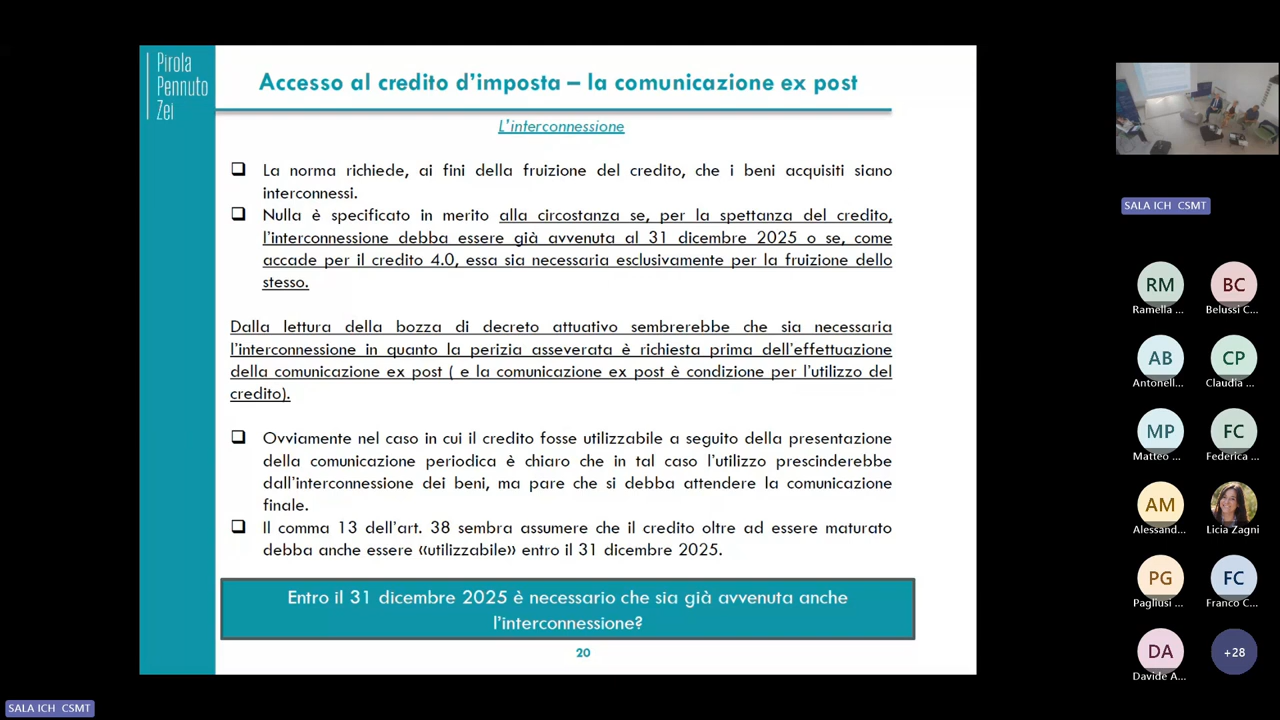 Pirola
Pennuto
Zei
Accesso al credito d'imposta – la comunicazione ex post
L'interconnessione
❑ La norma richiede, ai fini della fruizione del credito, che i beni acquisiti siano
interconnessi.
❑ Nulla è specificato in merito alla circostanza se, per la spettanza del credito,
l'interconnessione debba essere già avvenuta al 31 dicembre 2025 o se, come
accade per il credito 4.0, essa sia necessaria esclusivamente per la fruizione dello
stesso.
Dalla lettura della bozza di decreto attuativo sembrerebbe che sia necessaria
l'interconnessione in quanto la perizia asseverata è richiesta prima dell'effettuazione
della comunicazione ex post ( e la comunicazione ex post è condizione per l'utilizzo del
credito).
❑ Ovviamente nel caso in cui il credito fosse utilizzabile a seguito della presentazione
della comunicazione periodica è chiaro che in tal caso l'utilizzo prescinderebbe
dall'interconnessione dei beni, ma pare che si debba attendere la comunicazione
finale.
❑ Il comma 13 dell'art. 38 sembra assumere che il credito oltre ad essere maturato
debba anche essere «utilizzabile» entro il 31 dicembre 2025.
Entro il 31 dicembre 2025 è necessario che sia già avvenuta anche
l'interconnessione?
20
SALA ICH CSMT
RM
Ramella ...
BC
Belussi C...
AB
Antonell...
CP
Claudia ...
MP
Matteo ...
FC
Federica ...
AM
Alessand...
Licia Zagni
PG
Pagliusi ...
FC
Franco C...
DA
Davide A...
+28
SALA ICH CSMT